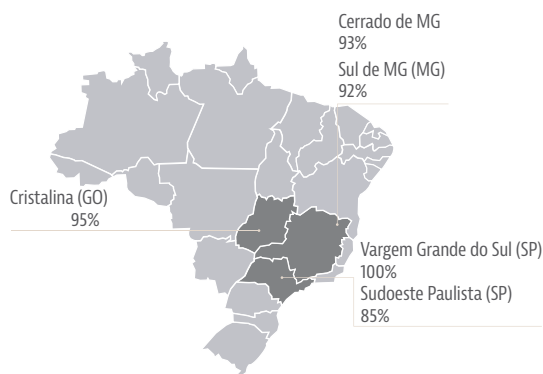 Cerrado de MG
93%
Sul de MG (MG)
92%
Cristalina (GO)
95%
Vargem Grande do Sul (SP)
100%
Sudoeste Paulista (SP)
85%